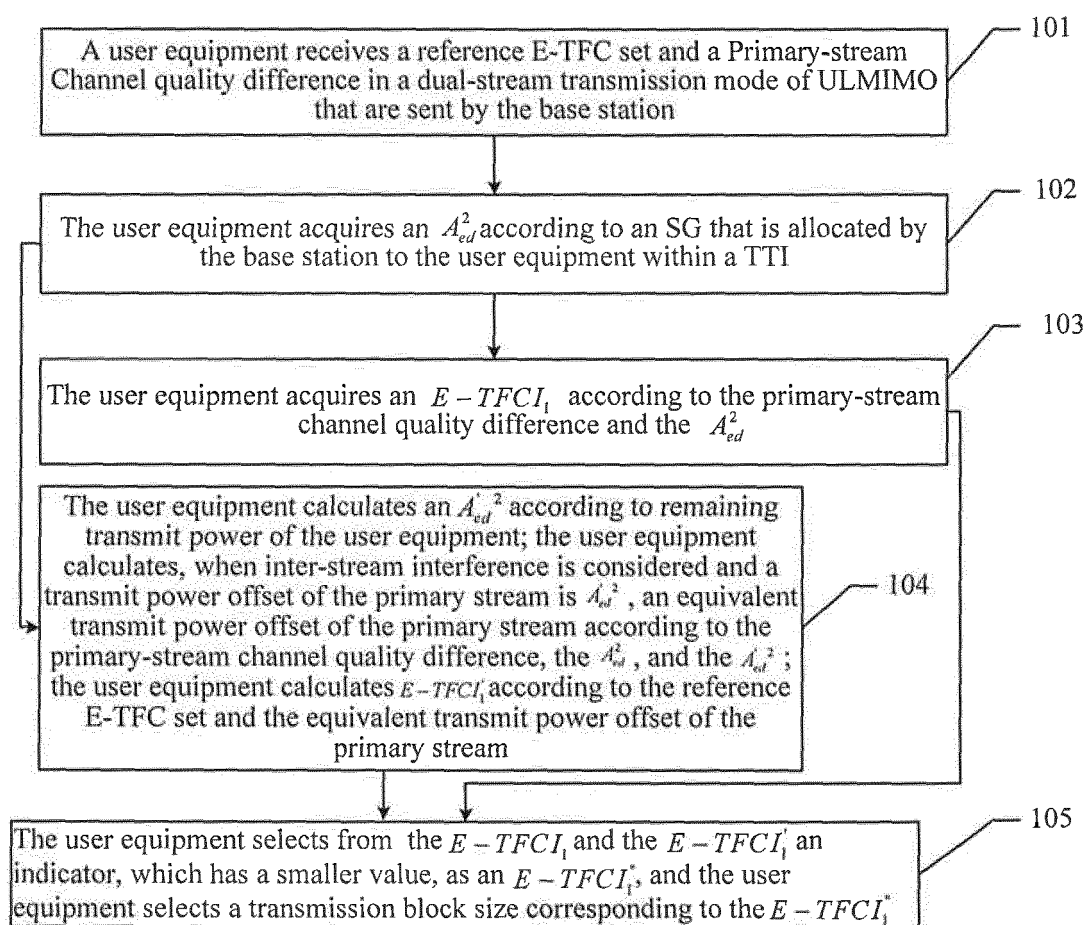 A user equipment receives a reference E-TFC set and a Primary-stream
Channel quality difference in a dual-stream transmission mode of ULMIMO
that are sent by the base station
101
The user equipment acquires an A²ed according to an SG that is allocated by
the base station to the user equipment within a TTI
102
The user equipment acquires an E − TFCI₁ according to the primary-stream
channel quality difference and the A²ed
103
The user equipment calculates an A'ed² according to remaining
transmit power of the user equipment; the user equipment
calculates, when inter-stream interference is considered and a
transmit power offset of the primary stream is A'ed² , an equivalent
transmit power offset of the primary stream according to the
primary-stream channel quality difference, the A²ed , and the A'ed² ;
the user equipment calculates E − TFCI'₁ according to the reference
E-TFC set and the equivalent transmit power offset of the
primary stream
104
The user equipment selects from the E − TFCI₁ and the E − TFCI'₁ an
indicator, which has a smaller value, as an E − TFCI″₁, and the user
equipment selects a transmission block size corresponding to the E − TFCI″₁
105